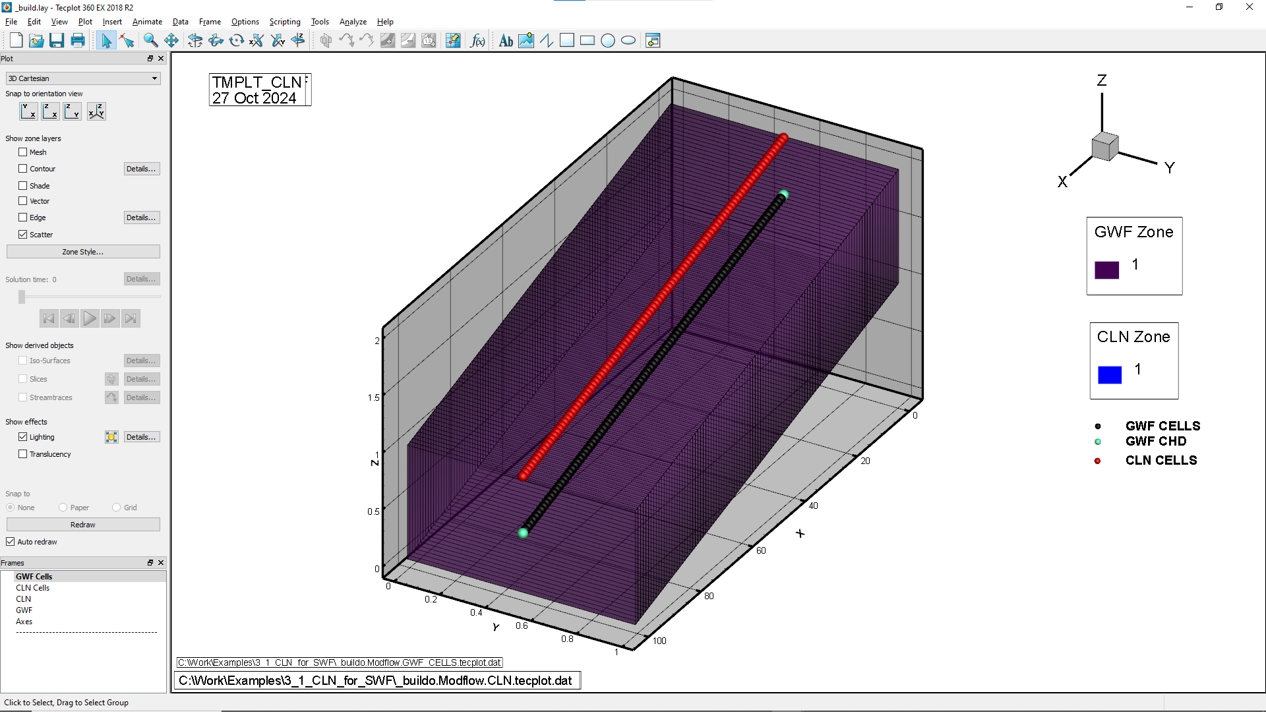 _build.lay - Tecplot 360 EX 2018 R2
File Edit View Plot Insert Animate Data Frame Options Scripting Tools Analyze Help
Plot
3D Cartesian
Snap to orientation view
Show zone layers
Mesh
Contour Details...
Shade
Vector
Edge Details...
Scatter
Zone Style...
Solution time: 0 Details...
Show derived objects
Iso-Surfaces Details...
Slices Details...
Streamtraces Details...
Show effects
Lighting Details...
Translucency
Snap to
None Paper Grid
Redraw
Auto redraw
Frames
GWF Cells
CLN Cells
CLN
GWF
Axes
Click to Select, Drag to Select Group
TMPLT_CLN
27 Oct 2024
Z
X
Y
GWF Zone
1
CLN Zone
1
GWF CELLS
GWF CHD
CLN CELLS
2
1.5
1
Z
0.5
0
0
0.2
0.4
Y
0.6
0.8
1
0
20
40
X
60
80
100
C:\Work\Examples\3_1_CLN_for_SWF\_buildo.Modflow.GWF_CELLS.tecplot.dat
C:\Work\Examples\3_1_CLN_for_SWF\_buildo.Modflow.CLN.tecplot.dat